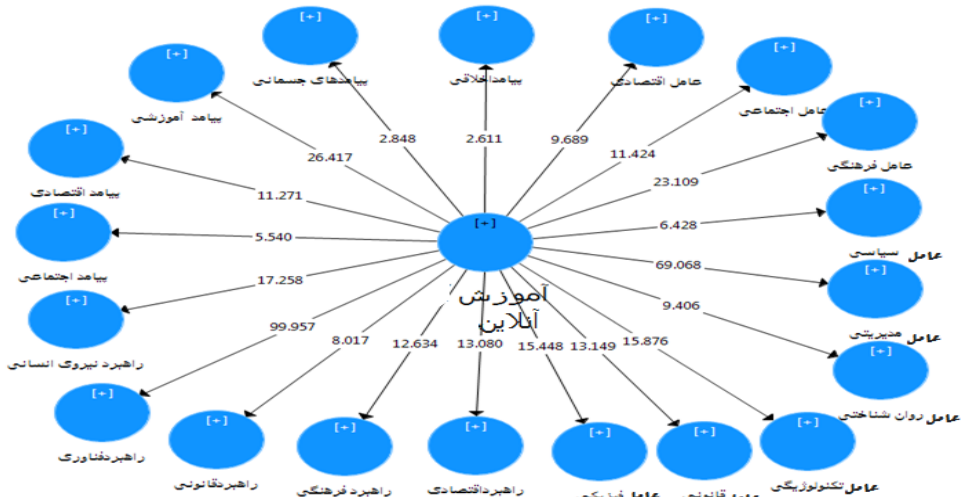 [+]
پیامدهای جسمانی
[+]
پیامداخلاقی
[+]
عامل اقتصادی
[+]
پیامد آموزشی
[+]
عامل اجتماعی
[+]
عامل فرهنگی
[+]
پیامد اقتصادی
[+]
عامل سیاسی
[+]
پیامد اجتماعی
[+]
عامل مدیریتی
[+]
راهبرد نیروی انسانی
[+]
عامل روان شناختی
[+]
راهبردفناوری
[+]
راهبردقانونی
[+]
راهبرد فرهنگی
[+]
راهبرداقتصادی
[+]
عامل فیزیکی
[+]
قانونی
[+]
عامل تکنولوژیگی
[+]
آموزش
آنلاین
2.848
2.611
9.689
26.417
11.424
11.271
23.109
5.540
6.428
17.258
69.068
99.957
9.406
8.017
12.634
13.080
15.448
13.149
15.876